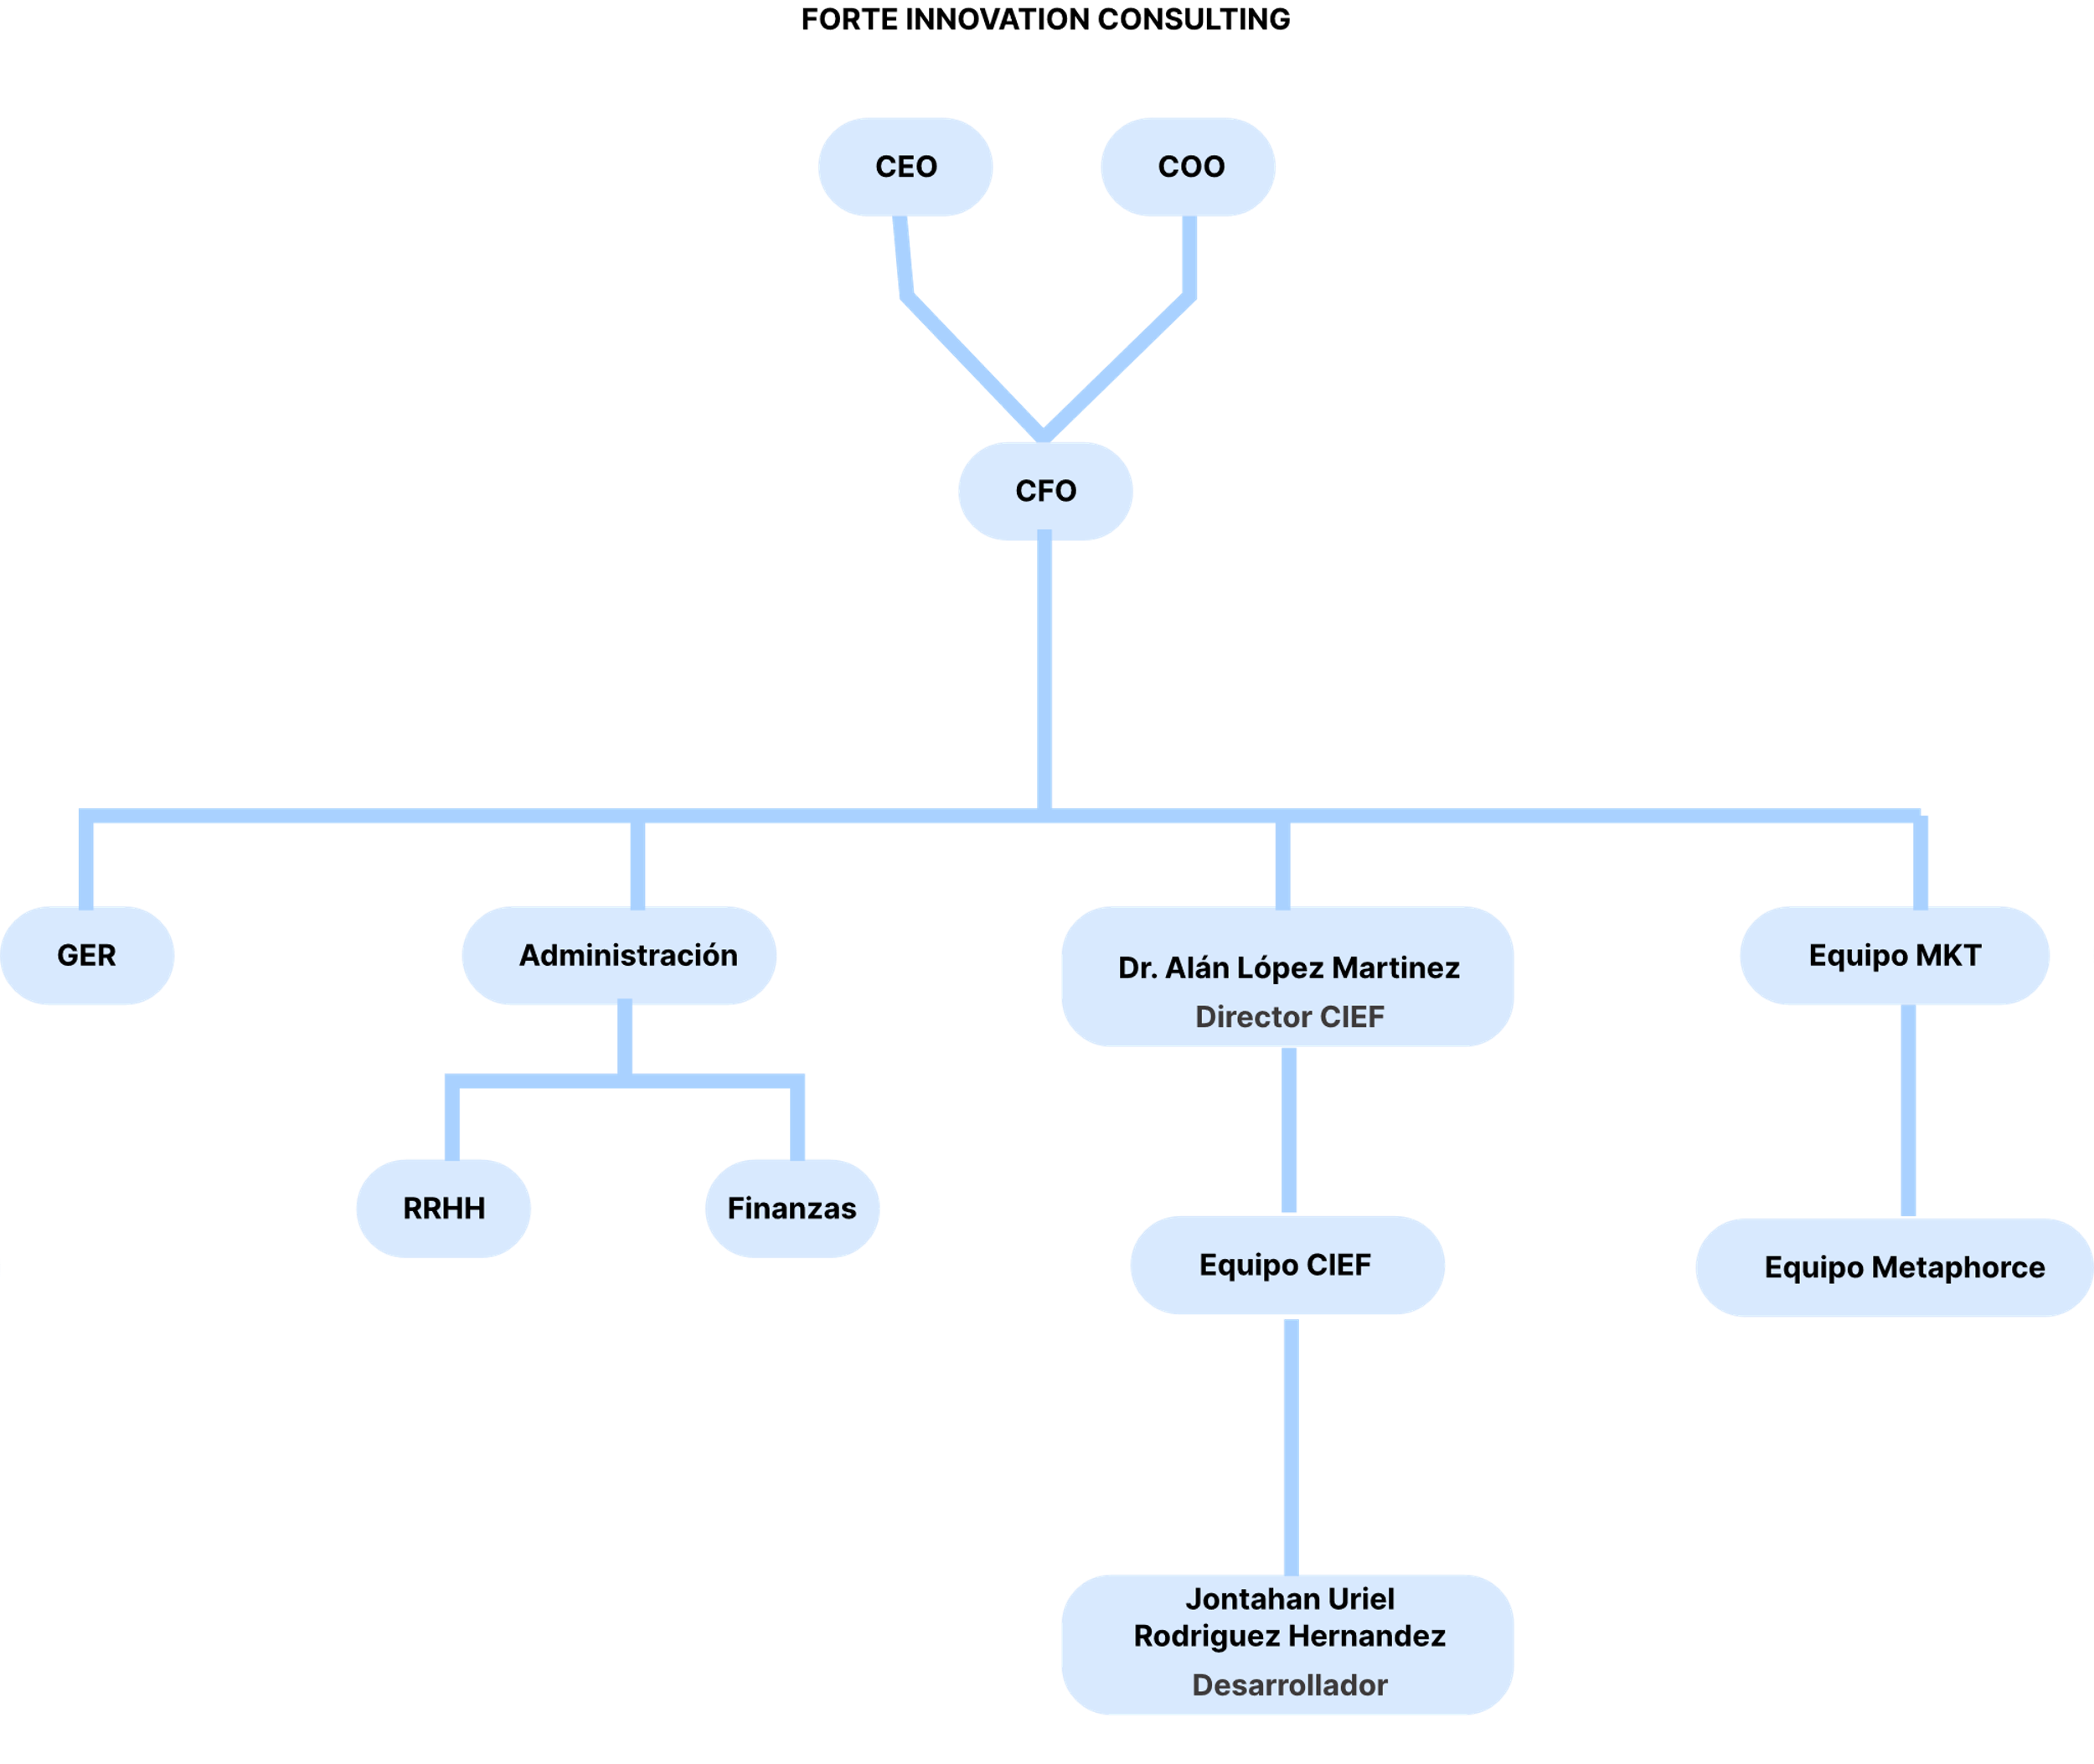 FORTE INNOVATION CONSULTING
CEO
COO
CFO
GER
Administración
Dr. Alán López Martinez
Director CIEF
Equipo MKT
RRHH
Finanzas
Equipo CIEF
Equipo Metaphorce
Jontahan Uriel
Rodriguez Hernandez
Desarrollador